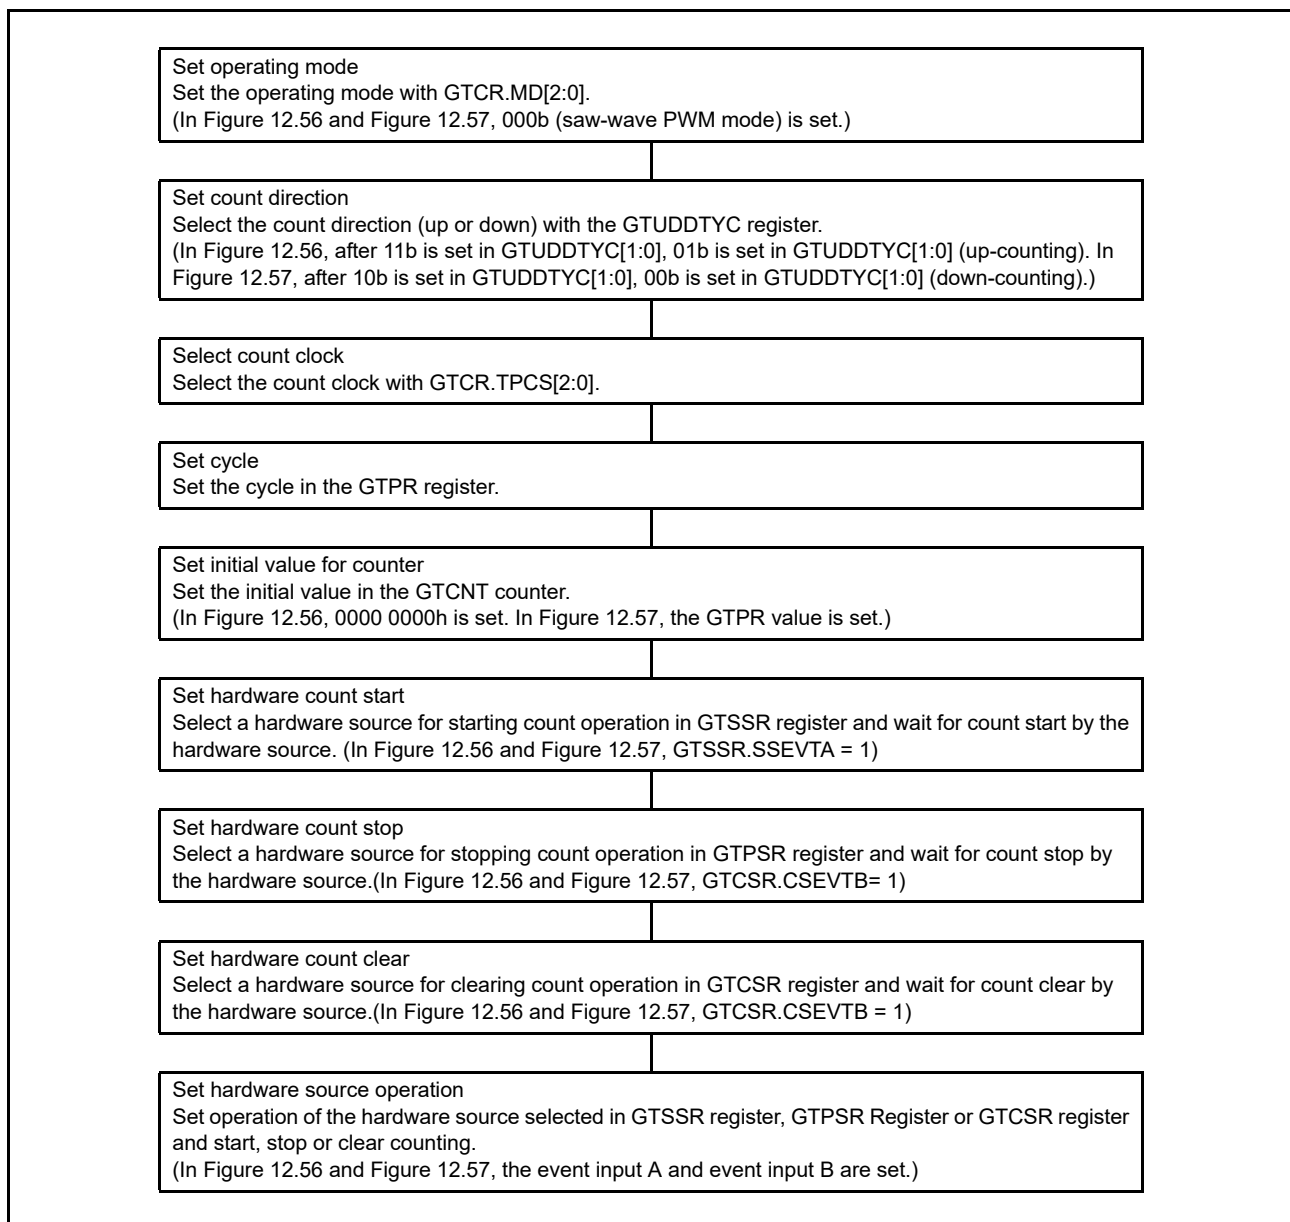 Set operating mode
Set the operating mode with GTCR.MD[2:0].
(In Figure 12.56 and Figure 12.57, 000b (saw-wave PWM mode) is set.)
Set count direction
Select the count direction (up or down) with the GTUDDTYC register.
(In Figure 12.56, after 11b is set in GTUDDTYC[1:0], 01b is set in GTUDDTYC[1:0] (up-counting). In
Figure 12.57, after 10b is set in GTUDDTYC[1:0], 00b is set in GTUDDTYC[1:0] (down-counting).)
Select count clock
Select the count clock with GTCR.TPCS[2:0].
Set cycle
Set the cycle in the GTPR register.
Set initial value for counter
Set the initial value in the GTCNT counter.
(In Figure 12.56, 0000 0000h is set. In Figure 12.57, the GTPR value is set.)
Set hardware count start
Select a hardware source for starting count operation in GTSSR register and wait for count start by the
hardware source. (In Figure 12.56 and Figure 12.57, GTSSR.SSEVTA = 1)
Set hardware count stop
Select a hardware source for stopping count operation in GTPSR register and wait for count stop by
the hardware source.(In Figure 12.56 and Figure 12.57, GTCSR.CSEVTB= 1)
Set hardware count clear
Select a hardware source for clearing count operation in GTCSR register and wait for count clear by
the hardware source.(In Figure 12.56 and Figure 12.57, GTCSR.CSEVTB = 1)
Set hardware source operation
Set operation of the hardware source selected in GTSSR register, GTPSR Register or GTCSR register
and start, stop or clear counting.
(In Figure 12.56 and Figure 12.57, the event input A and event input B are set.)